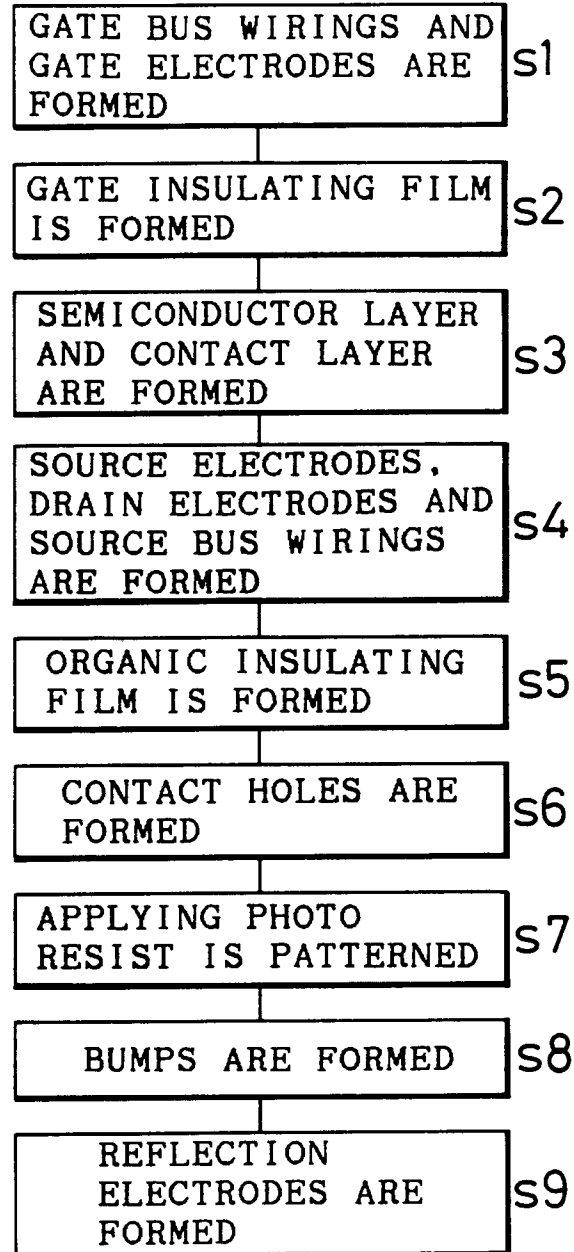 GATE BUS WIRINGS AND
GATE ELECTRODES ARE
FORMED
s1
GATE INSULATING FILM
IS FORMED
s2
SEMICONDUCTOR LAYER
AND CONTACT LAYER
ARE FORMED
s3
SOURCE ELECTRODES,
DRAIN ELECTRODES AND
SOURCE BUS WIRINGS
ARE FORMED
s4
ORGANIC INSULATING
FILM IS FORMED
s5
CONTACT HOLES ARE
FORMED
s6
APPLYING PHOTO
RESIST IS PATTERNED
s7
BUMPS ARE FORMED
s8
REFLECTION
ELECTRODES ARE
FORMED
s9